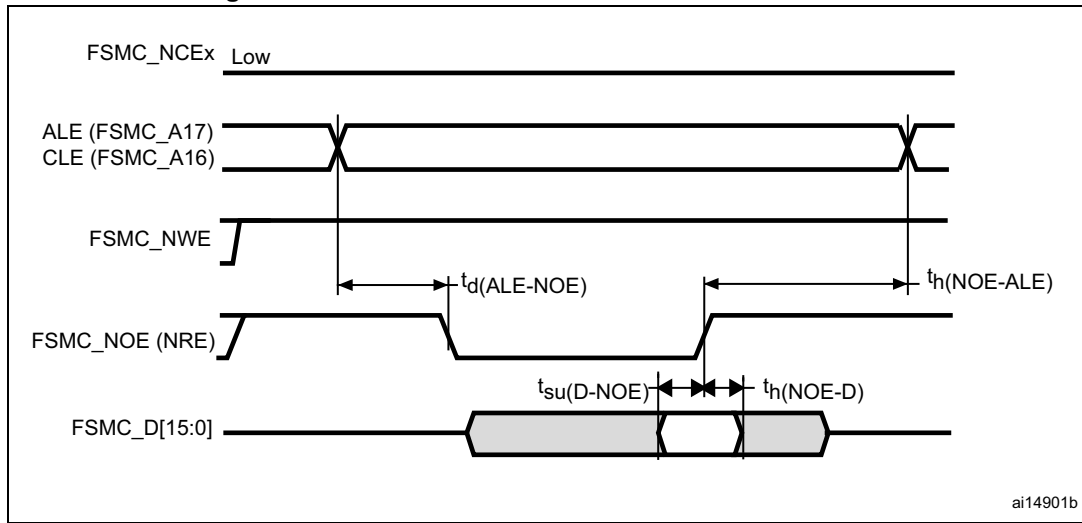 FSMC_NCEx Low
ALE (FSMC_A17)
CLE (FSMC_A16)
FSMC_NWE
td(ALE-NOE)
th(NOE-ALE)
FSMC_NOE (NRE)
tsu(D-NOE)
th(NOE-D)
FSMC_D[15:0]
ai14901b